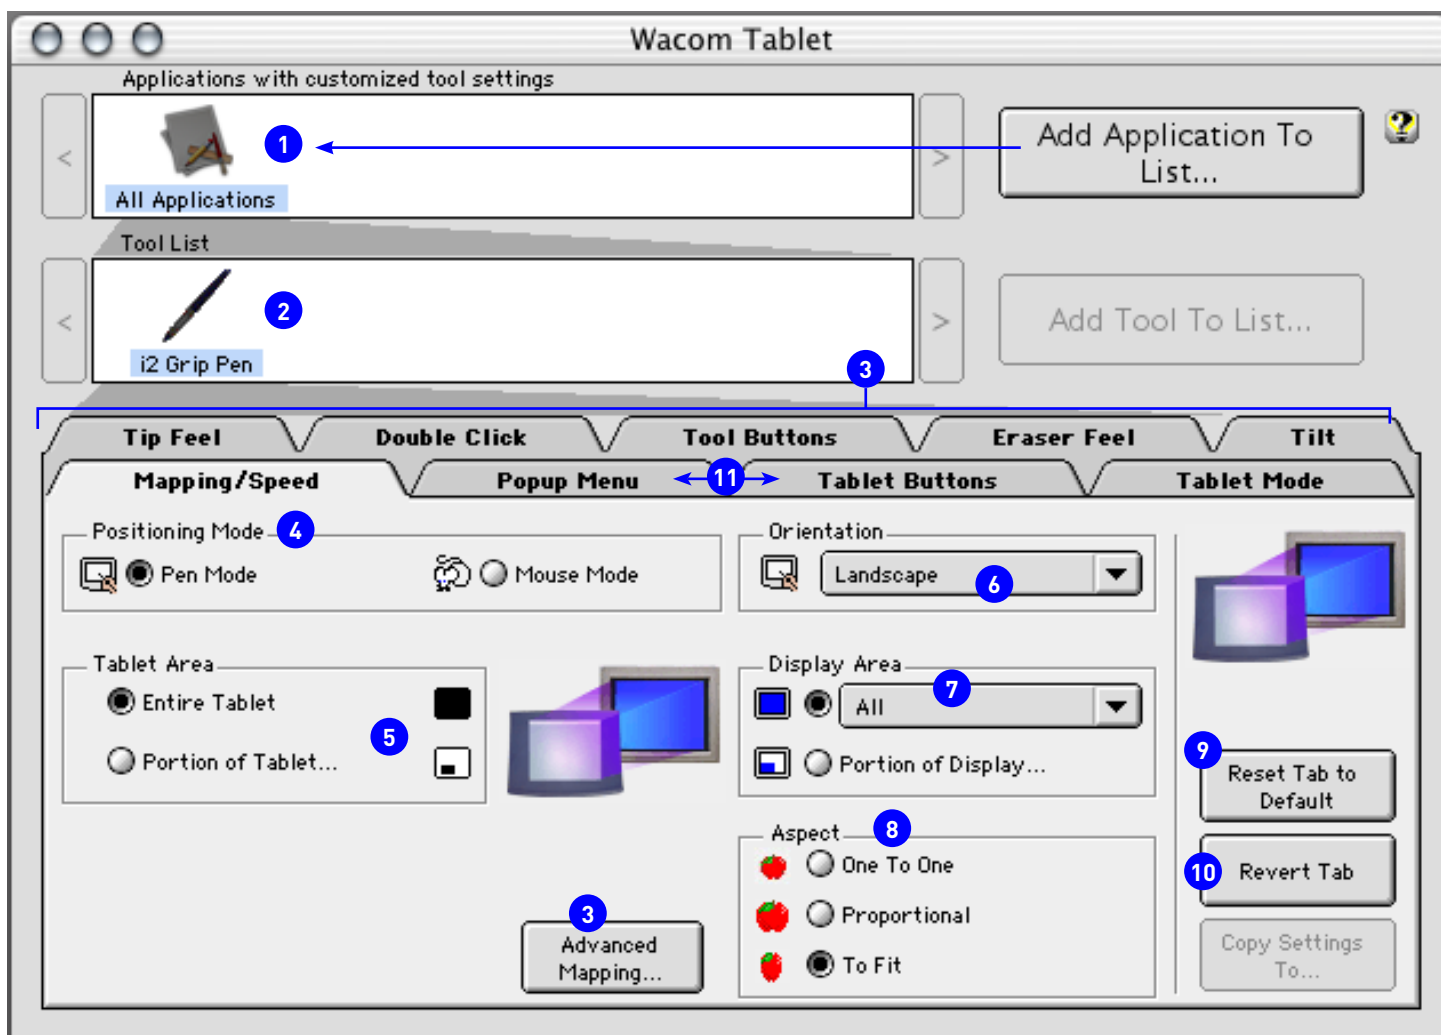 Wacom Tablet
Applications with customized tool settings
<
1
>
Add Application To
List...
?
All Applications
Tool List
<
2
>
Add Tool To List...
i2 Grip Pen
3
Tip Feel
Double Click
Tool Buttons
Eraser Feel
Tilt
Mapping/Speed
Popup Menu
11
Tablet Buttons
Tablet Mode
Positioning Mode
4
Pen Mode
Mouse Mode
Orientation
Landscape
6
Tablet Area
Entire Tablet
5
Portion of Tablet...
Display Area
All
7
Portion of Display...
Aspect
8
One To One
Proportional
To Fit
3
Advanced
Mapping...
9
Reset Tab to
Default
10
Revert Tab
Copy Settings
To...